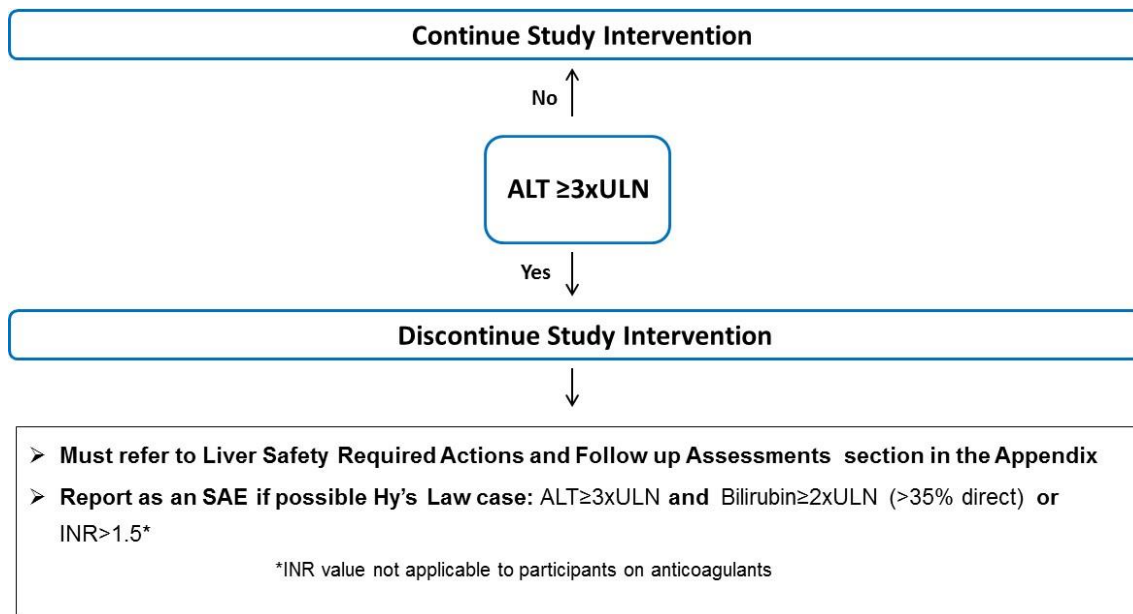 Continue Study Intervention
No
ALT ≥3xULN
Yes
Discontinue Study Intervention
➢ Must refer to Liver Safety Required Actions and Follow up Assessments section in the Appendix
➢ Report as an SAE if possible Hy's Law case: ALT≥3xULN and Bilirubin≥2xULN (>35% direct) or
INR>1.5*
*INR value not applicable to participants on anticoagulants